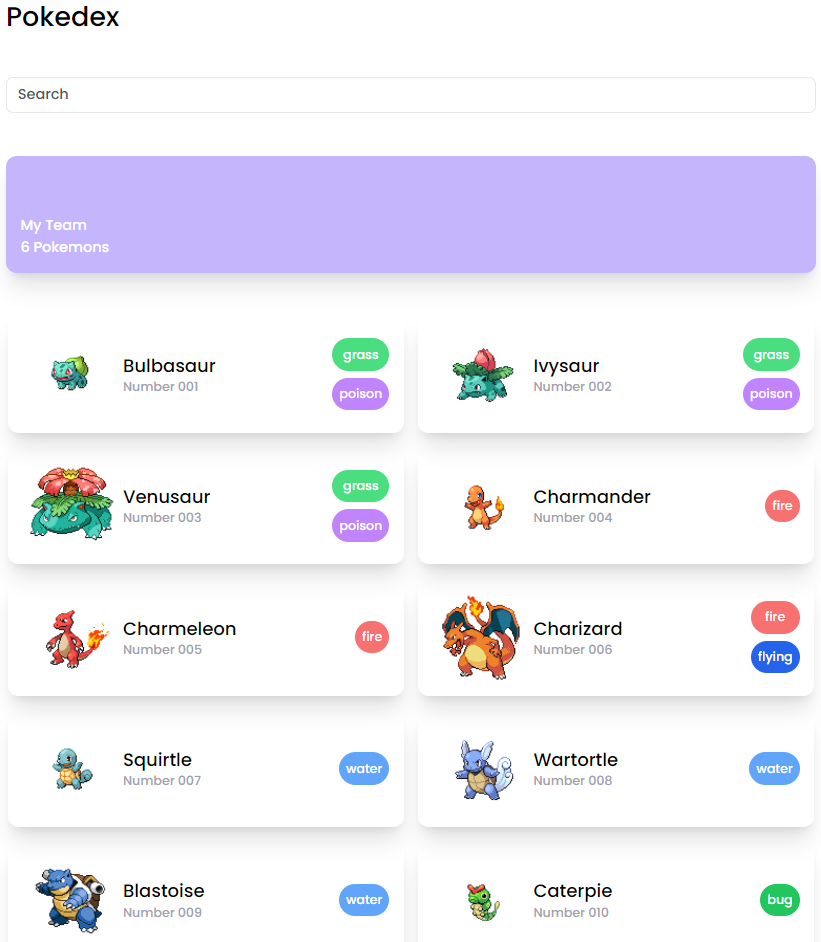 Pokedex
Search
My Team
6 Pokemons
Bulbasaur
Number 001
grass
poison
Ivysaur
Number 002
grass
poison
Venusaur
Number 003
grass
poison
Charmander
Number 004
fire
Charmeleon
Number 005
fire
Charizard
Number 006
fire
flying
Squirtle
Number 007
water
Wartortle
Number 008
water
Blastoise
Number 009
water
Caterpie
Number 010
bug